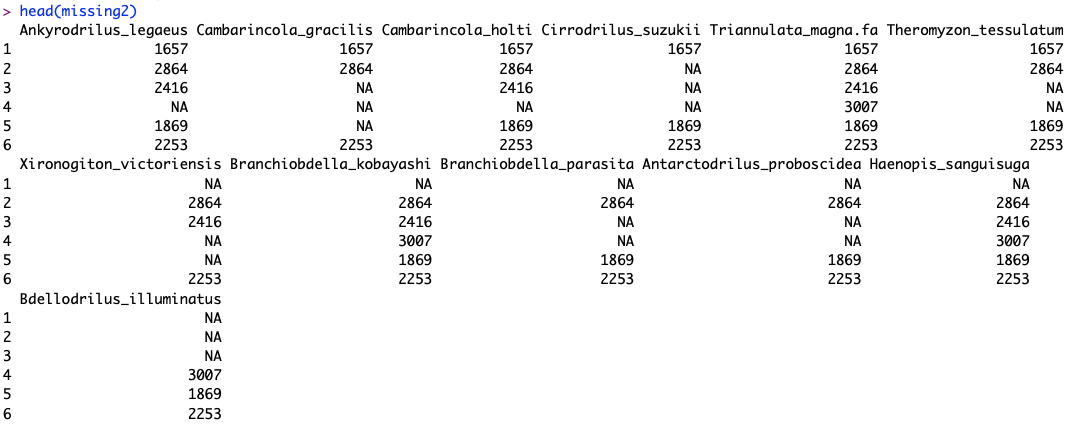 > head(missing2)
Ankyrodrilus_legaeus Cambarincola_gracilis Cambarincola_holti Cirrodrilus_suzukii Triannulata_magna.fa Theromyzon_tessulatum
1 1657 1657 1657 1657 1657 1657
2 2864 2864 2864 NA 2864 2864
3 2416 NA 2416 NA 2416 NA
4 NA NA NA NA 3007 NA
5 1869 NA 1869 1869 1869 1869
6 2253 2253 2253 2253 2253 2253
Xironogiton_victoriensis Branchiobdella_kobayashi Branchiobdella_parasita Antarctodrilus_proboscidea Haenopis_sanguisuga
1 NA NA NA NA NA
2 2864 2864 2864 2864 2864
3 2416 2416 NA NA 2416
4 NA 3007 NA NA 3007
5 NA 1869 1869 1869 1869
6 2253 2253 2253 2253 2253
Bdellodrilus_illuminatus
1 NA
2 NA
3 NA
4 3007
5 1869
6 2253